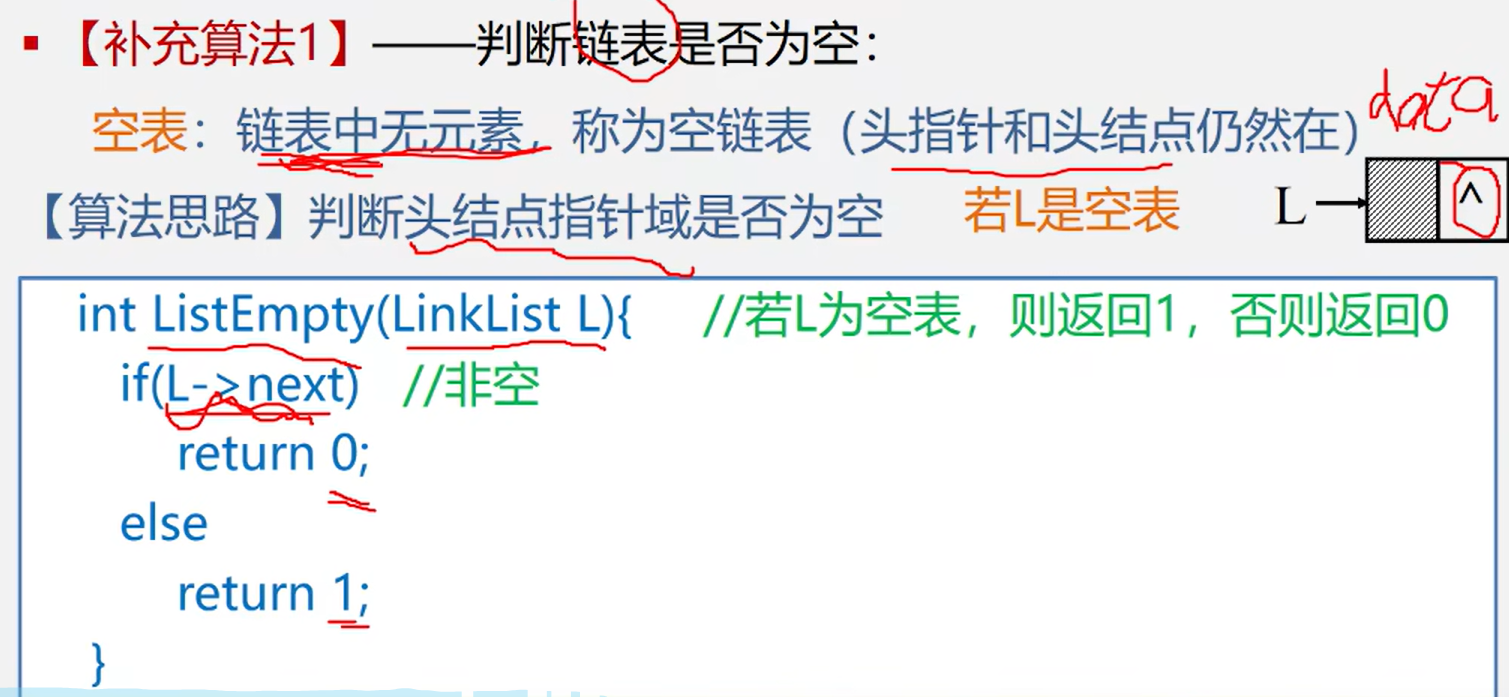 ▪ 【补充算法1】——判断链表是否为空：
data
空表：链表中无元素，称为空链表（头指针和头结点仍然在）
【算法思路】判断头结点指针域是否为空 若L是空表 L ^
int ListEmpty(LinkList L){ //若L为空表，则返回1，否则返回0
if(L->next) //非空
return 0;
else
return 1;
}